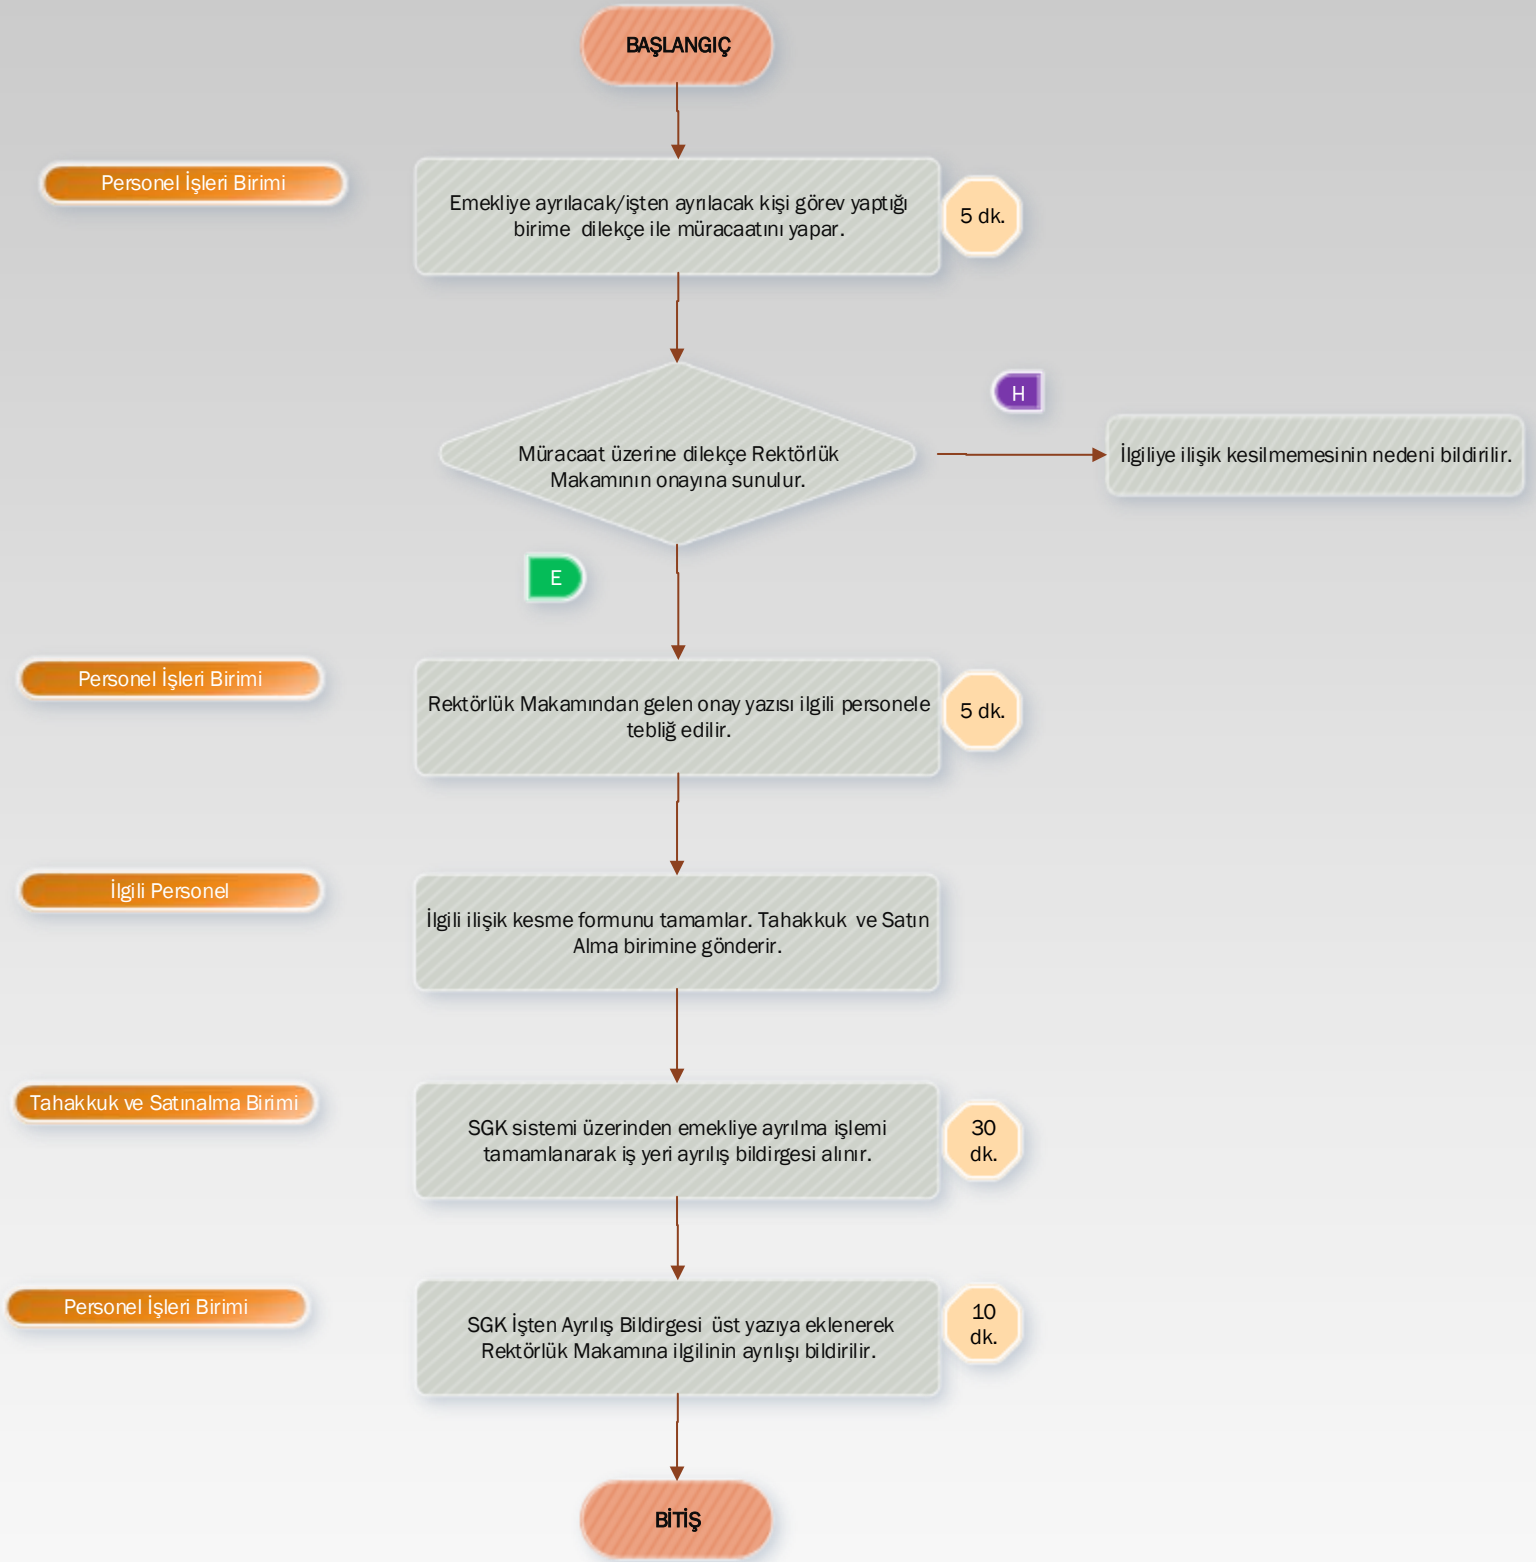 BAŞLANGIÇ
Personel İşleri Birimi
Emekliye ayrılacak/işten ayrılacak kişi görev yaptığı
birime dilekçe ile müracaatını yapar.
5 dk.
H
Müracaat üzerine dilekçe Rektörlük
Makamının onayına sunulur.
İlgiliye ilişik kesilmemesinin nedeni bildirilir.
E
Personel İşleri Birimi
Rektörlük Makamından gelen onay yazısı ilgili personele
tebliğ edilir.
5 dk.
İlgili Personel
İlgili ilişik kesme formunu tamamlar. Tahakkuk ve Satın
Alma birimine gönderir.
Tahakkuk ve Satınalma Birimi
SGK sistemi üzerinden emekliye ayrılma işlemi
tamamlanarak iş yeri ayrılış bildirgesi alınır.
30
dk.
Personel İşleri Birimi
SGK İşten Ayrılış Bildirgesi üst yazıya eklenerek
Rektörlük Makamına ilgilinin ayrılışı bildirilir.
10
dk.
BİTİŞ